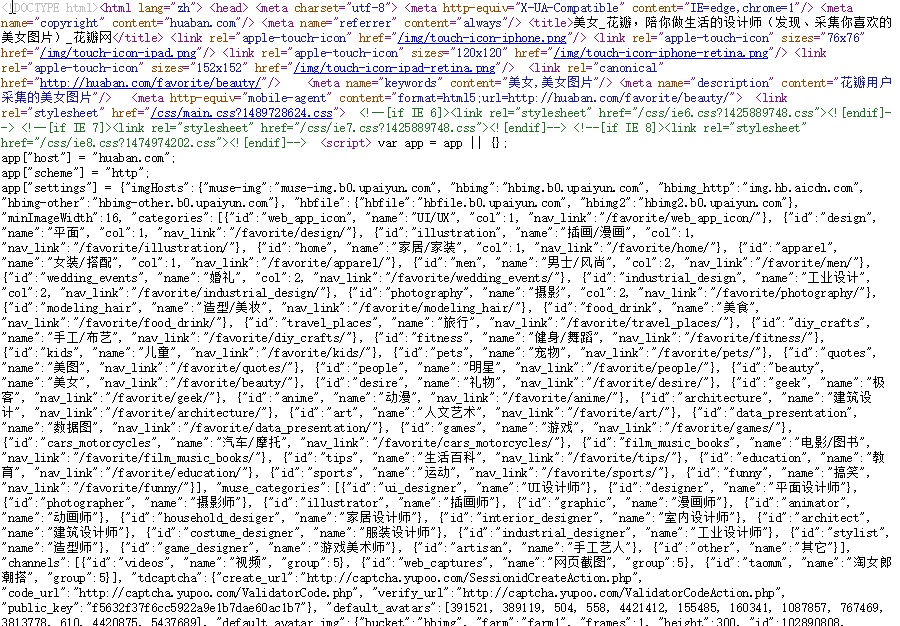 <!DOCTYPE html><html lang="zh"> <head> <meta charset="utf-8"> <meta http-equiv="X-UA-Compatible" content="IE=edge,chrome=1"/> <meta
name="copyright" content="huaban.com"/> <meta name="referrer" content="always"/> <title>美女_花瓣，陪你做生活的设计师（发现、采集你喜欢的
美女图片）_花瓣网</title> <link rel="apple-touch-icon" href="/img/touch-icon-iphone.png"/> <link rel="apple-touch-icon" sizes="76x76"
href="/img/touch-icon-ipad.png"/> <link rel="apple-touch-icon" sizes="120x120" href="/img/touch-icon-iphone-retina.png"/> <link
rel="apple-touch-icon" sizes="152x152" href="/img/touch-icon-ipad-retina.png"/>  <link rel="canonical"
href="http://huaban.com/favorite/beauty/"/>   <meta name="keywords" content="美女,美女图片"/> <meta name="description" content="花瓣用户
采集的美女图片"/>   <meta http-equiv="mobile-agent" content="format=html5;url=http://huaban.com/favorite/beauty/">  <link
rel="stylesheet" href="/css/main.css?1489728624.css">  <!--[if IE 6]><link rel="stylesheet" href="/css/ie6.css?1425889748.css"><![endif]-
-> <!--[if IE 7]><link rel="stylesheet" href="/css/ie7.css?1425889748.css"><![endif]--> <!--[if IE 8]><link rel="stylesheet"
href="/css/ie8.css?1474974202.css"><![endif]-->  <script> var app = app || {};
app["host"] = "huaban.com";
app["scheme"] = "http";
app["settings"] = {"imgHosts":{"muse-img":"muse-img.b0.upaiyun.com", "hbimg":"hbimg.b0.upaiyun.com", "hbimg_http":"img.hb.aicdn.com",
"hbimg-other":"hbimg-other.b0.upaiyun.com"}, "hbfile":{"hbfile":"hbfile.b0.upaiyun.com", "hbimg2":"hbimg2.b0.upaiyun.com"},
"minImageWidth":16, "categories":[[{"id":"web_app_icon", "name":"UI/UX", "col":1, "nav_link":"/favorite/web_app_icon/"}, {"id":"design",
"name":"平面", "col":1, "nav_link":"/favorite/design/"}, {"id":"illustration", "name":"插画/漫画", "col":1,
"nav_link":"/favorite/illustration/"}, {"id":"home", "name":"家居/家装", "col":1, "nav_link":"/favorite/home/"}, {"id":"apparel",
"name":"女装/搭配", "col":1, "nav_link":"/favorite/apparel/"}, {"id":"men", "name":"男士/风尚", "col":2, "nav_link":"/favorite/men/"},
{"id":"wedding_events", "name":"婚礼", "col":2, "nav_link":"/favorite/wedding_events/"}, {"id":"industrial_design", "name":"工业设计",
"col":2, "nav_link":"/favorite/industrial_design/"}, {"id":"photography", "name":"摄影", "col":2, "nav_link":"/favorite/photography/"},
{"id":"modeling_hair", "name":"造型/美妆", "nav_link":"/favorite/modeling_hair/"}, {"id":"food_drink", "name":"美食",
"nav_link":"/favorite/food_drink/"}, {"id":"travel_places", "name":"旅行", "nav_link":"/favorite/travel_places/"}, {"id":"diy_crafts",
"name":"手工/布艺", "nav_link":"/favorite/diy_crafts/"}, {"id":"fitness", "name":"健身/舞蹈", "nav_link":"/favorite/fitness/"},
{"id":"kids", "name":"儿童", "nav_link":"/favorite/kids/"}, {"id":"pets", "name":"宠物", "nav_link":"/favorite/pets/"}, {"id":"quotes",
"name":"美图", "nav_link":"/favorite/quotes/"}, {"id":"people", "name":"明星", "nav_link":"/favorite/people/"}, {"id":"beauty",
"name":"美女", "nav_link":"/favorite/beauty/"}, {"id":"desire", "name":"礼物", "nav_link":"/favorite/desire/"}, {"id":"geek", "name":"极
客", "nav_link":"/favorite/geek/"}, {"id":"anime", "name":"动漫", "nav_link":"/favorite/anime/"}, {"id":"architecture", "name":"建筑设
计", "nav_link":"/favorite/architecture/"}, {"id":"art", "name":"人文艺术", "nav_link":"/favorite/art/"}, {"id":"data_presentation",
"name":"数据图", "nav_link":"/favorite/data_presentation/"}, {"id":"games", "name":"游戏", "nav_link":"/favorite/games/"},
{"id":"cars_motorcycles", "name":"汽车/摩托", "nav_link":"/favorite/cars_motorcycles/"}, {"id":"film_music_books", "name":"电影/图书",
"nav_link":"/favorite/film_music_books/"}, {"id":"tips", "name":"生活百科", "nav_link":"/favorite/tips/"}, {"id":"education", "name":"教
育", "nav_link":"/favorite/education/"}, {"id":"sports", "name":"运动", "nav_link":"/favorite/sports/"}, {"id":"funny", "name":"搞笑",
"nav_link":"/favorite/funny/"}], "muse_categories":[[{"id":"ui_designer", "name":"UI设计师"}, {"id":"designer", "name":"平面设计师"},
{"id":"photographer", "name":"摄影师"}, {"id":"illustrator", "name":"插画师"}, {"id":"graphic", "name":"漫画师"}, {"id":"animator",
"name":"动画师"}, {"id":"household_desiger", "name":"家居设计师"}, {"id":"interior_designer", "name":"室内设计师"}, {"id":"architect",
"name":"建筑设计师"}, {"id":"costume_designer", "name":"服装设计师"}, {"id":"industrial_designer", "name":"工业设计师"}, {"id":"stylist",
"name":"造型师"}, {"id":"game_designer", "name":"游戏美术师"}, {"id":"artisan", "name":"手工艺人"}, {"id":"other", "name":"其它"}],
"channels":[[{"id":"videos", "name":"视频", "group":5}, {"id":"web_captures", "name":"网页截图", "group":5}, {"id":"taomm", "name":"淘女郎
潮搭", "group":5}], "tdcaptcha":{"create_url":"http://captcha.yupoo.com/SessionidCreateAction.php",
"code_url":"http://captcha.yupoo.com/ValidatorCode.php", "verify_url":"http://captcha.yupoo.com/ValidatorCodeAction.php",
"public_key":"f5632f37f6cc5922a9e1b7dae60ac1b7"}, "default_avatars":[391521, 389119, 504, 558, 4421412, 155485, 160341, 1087857, 767469,
3813778, 610, 4420875, 5437689], "default_avatar_img":{"bucket":"hbimg", "farm":"farm1", "frames":1, "height":300, "id":102890808,